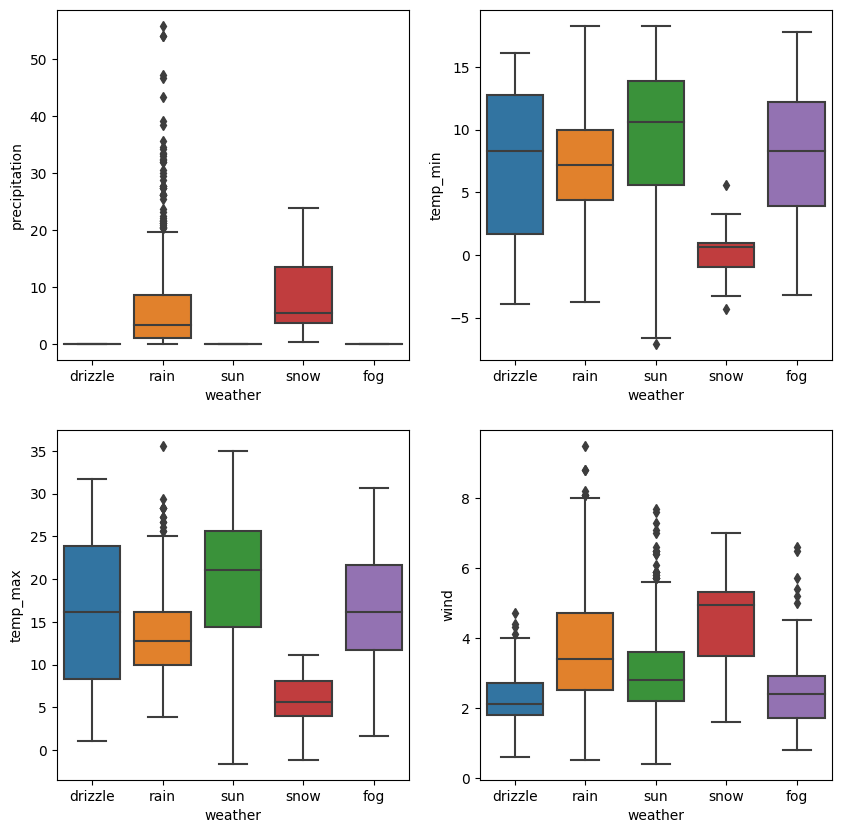 precipitation
50
40
30
20
10
0
drizzle rain sun snow fog
weather
temp_min
15
10
5
0
−5
drizzle rain sun snow fog
weather
temp_max
35
30
25
20
15
10
5
0
drizzle rain sun snow fog
weather
wind
8
6
4
2
0
drizzle rain sun snow fog
weather